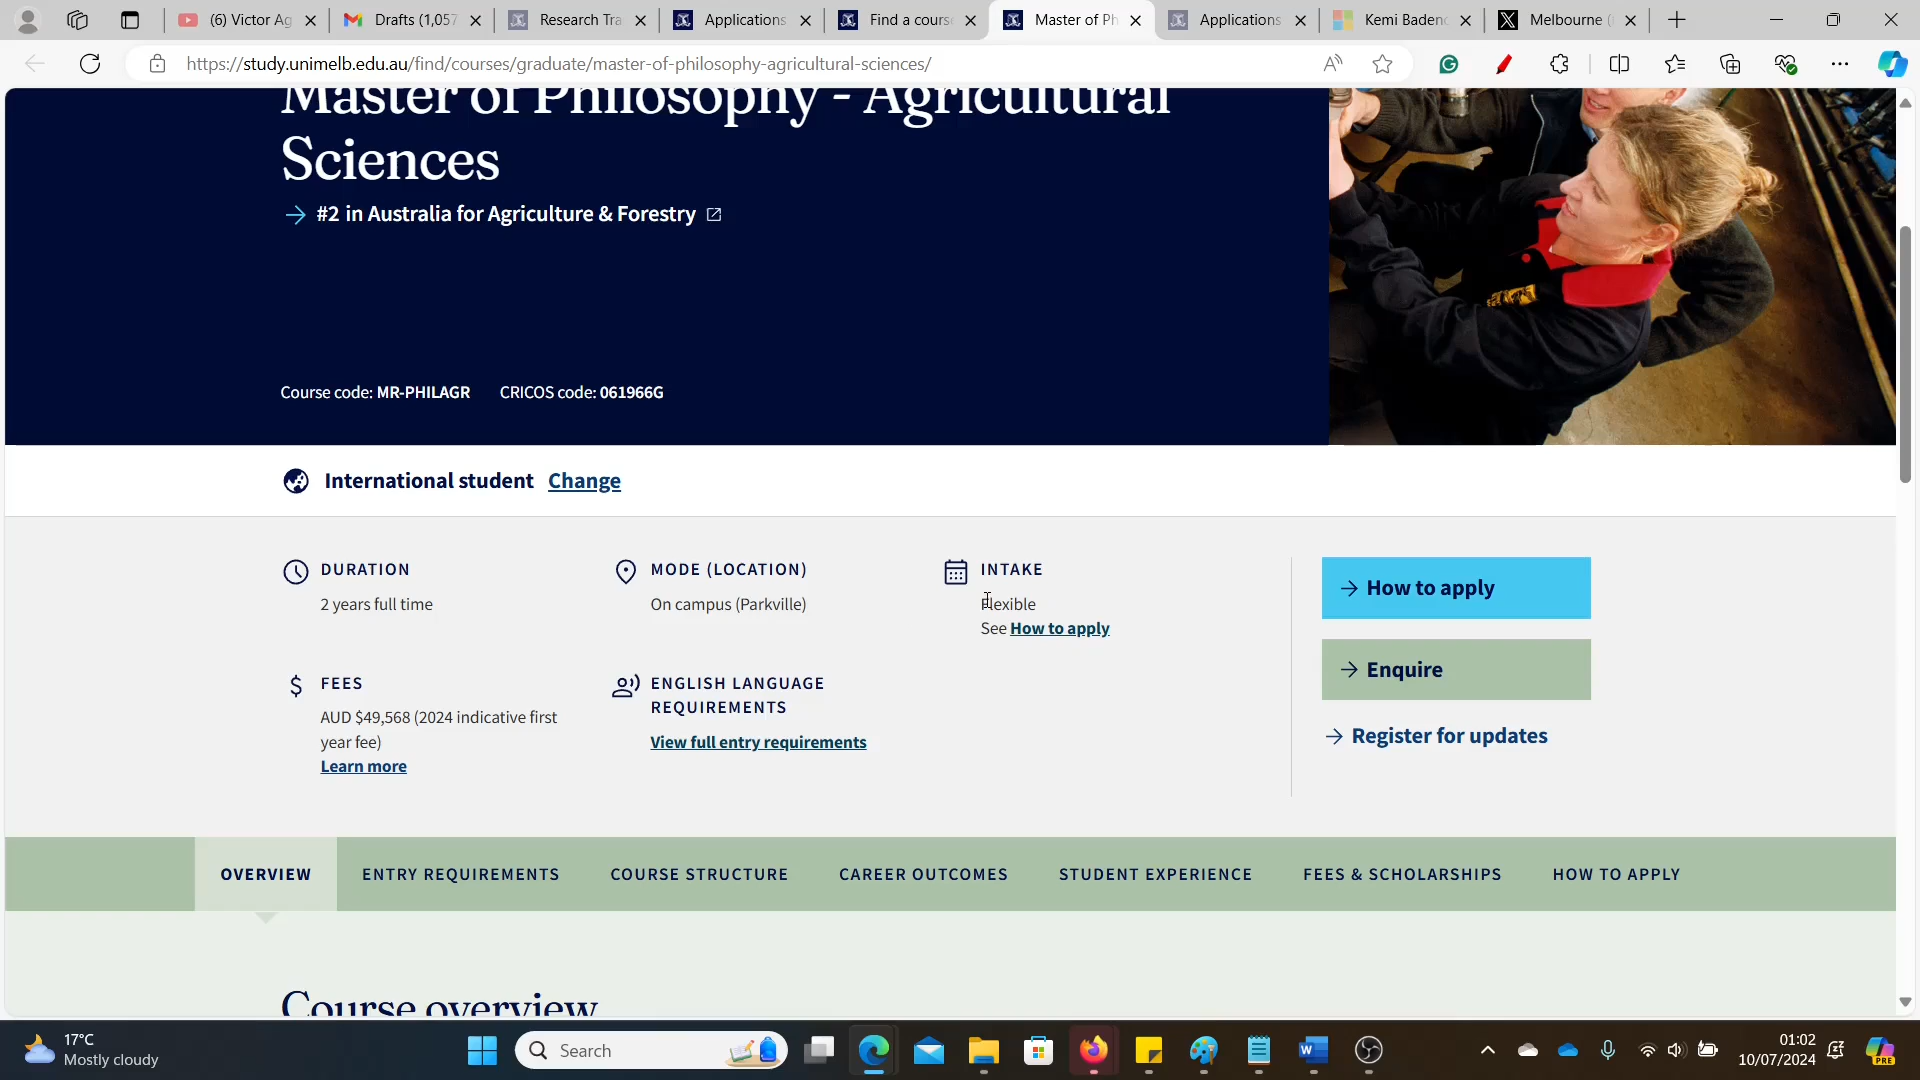 (6) Victor Ag
Drafts (1,057
Research Tra
Applications
Find a course
Master of Ph
Applications
Kemi Badeno
Melbourne (
https://study.unimelb.edu.au/find/courses/graduate/master-of-philosophy-agricultural-sciences/
Master of Philosophy - Agricultural
Sciences
#2 in Australia for Agriculture & Forestry
Course code: MR-PHILAGR CRICOS code: 061966G
International student Change
DURATION
2 years full time
MODE (LOCATION)
On campus (Parkville)
INTAKE
Flexible
See How to apply
FEES
AUD $49,568 (2024 indicative first
year fee)
Learn more
ENGLISH LANGUAGE
REQUIREMENTS
View full entry requirements
How to apply
Enquire
Register for updates
OVERVIEW ENTRY REQUIREMENTS COURSE STRUCTURE CAREER OUTCOMES STUDENT EXPERIENCE FEES & SCHOLARSHIPS HOW TO APPLY
Course overview
17°C
Mostly cloudy
Search
01:02
10/07/2024
PRE